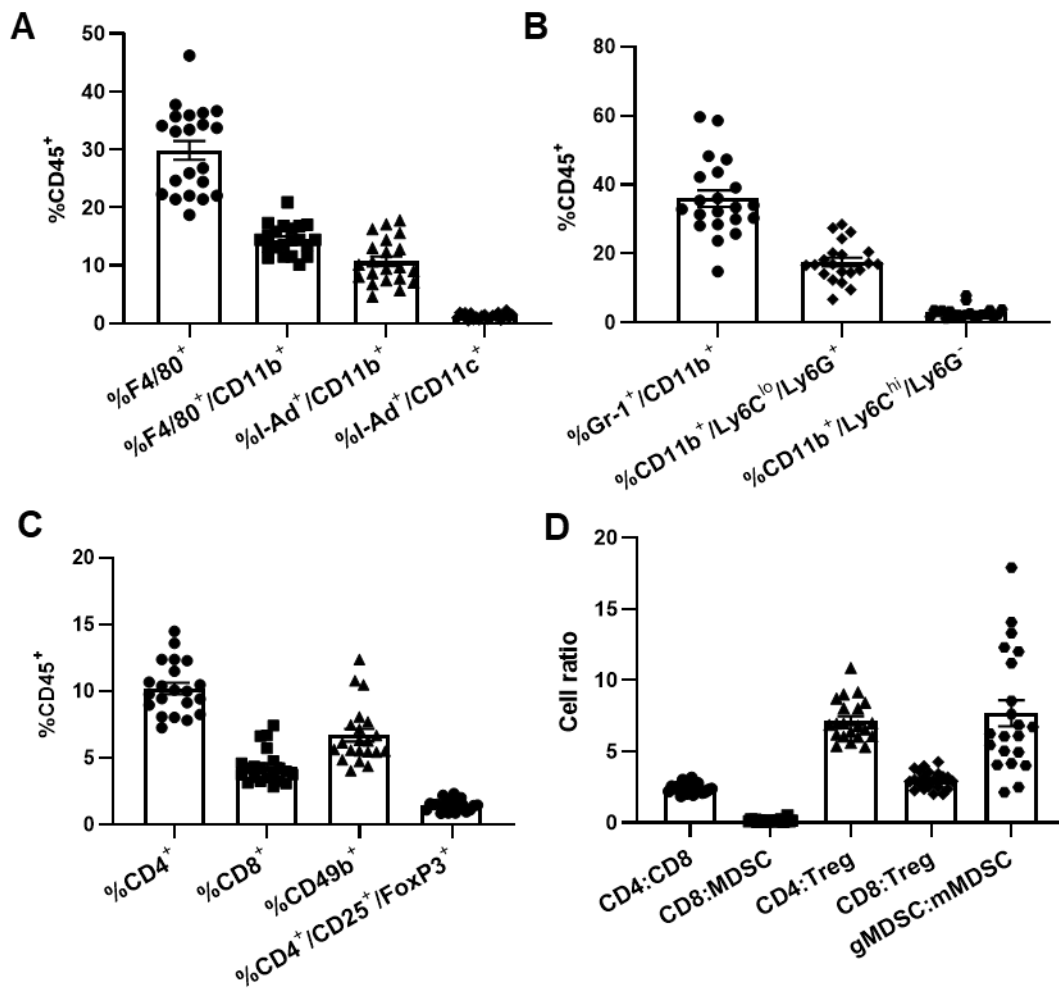 A
%CD45⁺
50
40
30
20
10
0
%F4/80⁺
%F4/80⁺/CD11b⁺
%I-Ad⁺/CD11b⁺
%I-Ad⁺/CD11c⁺
B
%CD45⁺
80
60
40
20
0
%Gr-1⁺/CD11b⁺
%CD11b⁺/Ly6Cˡᵒ/Ly6G⁺
%CD11b⁺/Ly6Cʰⁱ/Ly6G⁻
C
%CD45⁺
20
15
10
5
0
%CD4⁺
%CD8⁺
%CD49b⁺
%CD4⁺/CD25⁺/FoxP3⁺
D
Cell ratio
20
15
10
5
0
CD4:CD8
CD8:MDSC
CD4:Treg
CD8:Treg
gMDSC:mMDSC